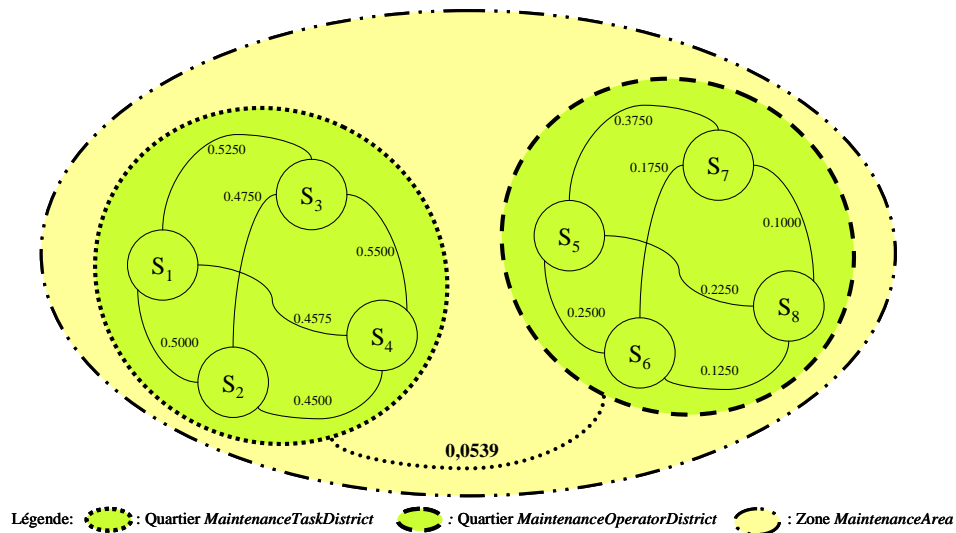 0.3750
S7
0.1750
0.5250
S3
0.4750
0.1000
S5
0.5500
S1
0.2250
S8
0.2500
0.4575
S4
0.5000
S6
0.1250
S2
0.4500
0,0539
Légende: : Quartier MaintenanceTaskDistrict : Quartier MaintenanceOperatorDistrict : Zone MaintenanceArea